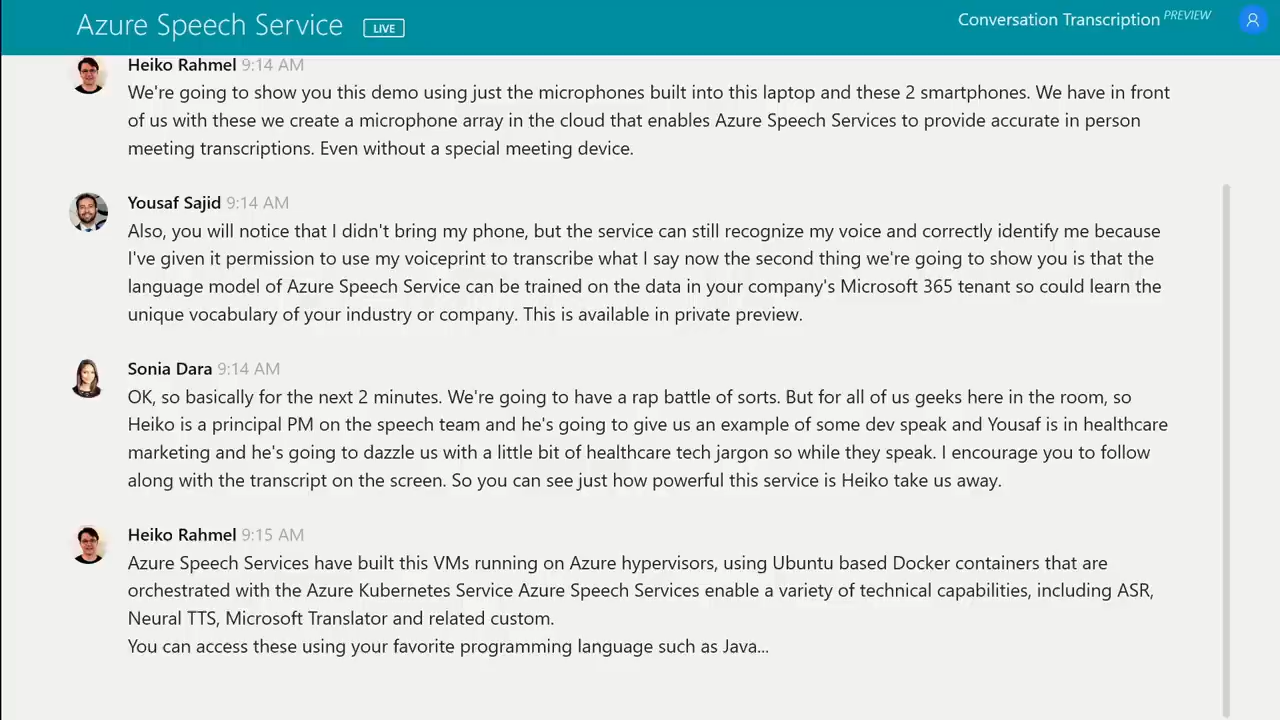 Azure Speech Service LIVE
Conversation Transcription PREVIEW
Heiko Rahmel 9:14 AM
We're going to show you this demo using just the microphones built into this laptop and these 2 smartphones. We have in front
of us with these we create a microphone array in the cloud that enables Azure Speech Services to provide accurate in person
meeting transcriptions. Even without a special meeting device.
Yousaf Sajid 9:14 AM
Also, you will notice that I didn't bring my phone, but the service can still recognize my voice and correctly identify me because
I've given it permission to use my voiceprint to transcribe what I say now the second thing we're going to show you is that the
language model of Azure Speech Service can be trained on the data in your company's Microsoft 365 tenant so could learn the
unique vocabulary of your industry or company. This is available in private preview.
Sonia Dara 9:14 AM
OK, so basically for the next 2 minutes. We're going to have a rap battle of sorts. But for all of us geeks here in the room, so
Heiko is a principal PM on the speech team and he's going to give us an example of some dev speak and Yousaf is in healthcare
marketing and he's going to dazzle us with a little bit of healthcare tech jargon so while they speak. I encourage you to follow
along with the transcript on the screen. So you can see just how powerful this service is Heiko take us away.
Heiko Rahmel 9:15 AM
Azure Speech Services have built this VMs running on Azure hypervisors, using Ubuntu based Docker containers that are
orchestrated with the Azure Kubernetes Service Azure Speech Services enable a variety of technical capabilities, including ASR,
Neural TTS, Microsoft Translator and related custom.
You can access these using your favorite programming language such as Java...